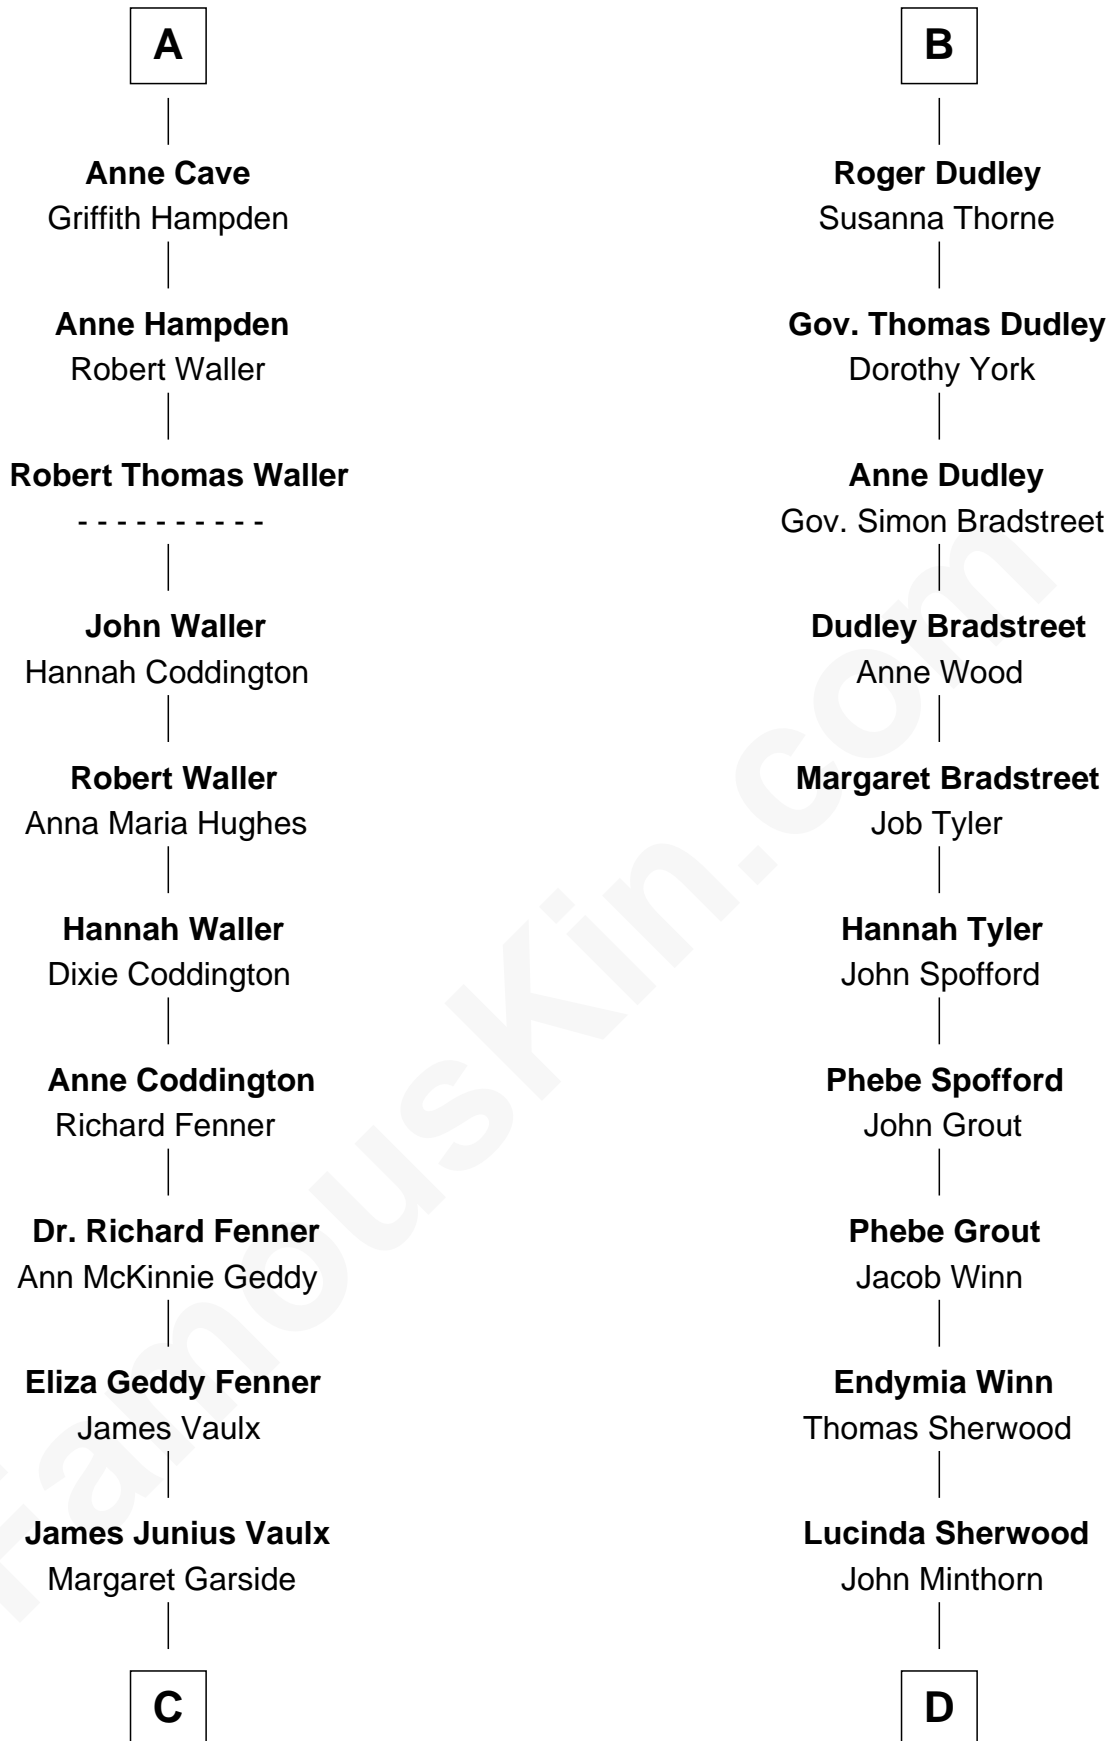 A
Anne Cave
Griffith Hampden
Anne Hampden
Robert Waller
Robert Thomas Waller
- - - - - - - - - -
John Waller
Hannah Coddington
Robert Waller
Anna Maria Hughes
Hannah Waller
Dixie Coddington
Anne Coddington
Richard Fenner
Dr. Richard Fenner
Ann McKinnie Geddy
Eliza Geddy Fenner
James Vaulx
James Junius Vaulx
Margaret Garside
C
B
Roger Dudley
Susanna Thorne
Gov. Thomas Dudley
Dorothy York
Anne Dudley
Gov. Simon Bradstreet
Dudley Bradstreet
Anne Wood
Margaret Bradstreet
Job Tyler
Hannah Tyler
John Spofford
Phebe Spofford
John Grout
Phebe Grout
Jacob Winn
Endymia Winn
Thomas Sherwood
Lucinda Sherwood
John Minthorn
D
FamousKin.com